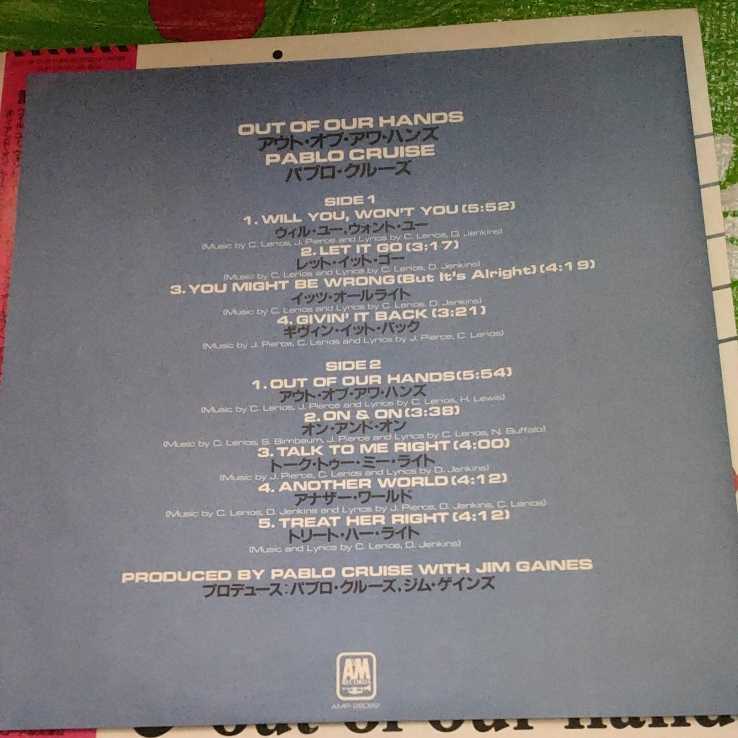 OUT OF OUR HANDS
アウト・オブ・アワ・ハンズ
PABLO CRUISE
パブロ・クルーズ
SIDE 1
1. WILL YOU, WON'T YOU (5:52)
ウィル・ユー、ウォント・ユー
(Music by C. Lerios, J. Pierce and Lyrics by C. Lerios, D. Jenkins)
2. LET IT GO (3:17)
レット・イット・ゴー
(Music by C. Lerios and Lyrics by C. Lerios, D. Jenkins)
3. YOU MIGHT BE WRONG (But It's Alright) (4:19)
イッツ・オールライト
(Music by C. Lerios and Lyrics by C. Lerios, D. Jenkins)
4. GIVIN' IT BACK (3:21)
ギヴィン・イット・バック
(Music by J. Pierce, C. Lerios and Lyrics by J. Pierce, C. Lerios)
SIDE 2
1. OUT OF OUR HANDS (5:54)
アウト・オブ・アワ・ハンズ
(Music by C. Lerios, J. Pierce and Lyrics by C. Lerios, H. Lewis)
2. ON & ON (3:38)
オン・アンド・オン
(Music by C. Lerios, S. Birnbaum, J. Pierce and Lyrics by C. Lerios, N. Buffalo)
3. TALK TO ME RIGHT (4:00)
トーク・トゥー・ミー・ライト
(Music by J. Pierce, C. Lerios and Lyrics by D. Jenkins)
4. ANOTHER WORLD (4:12)
アナザー・ワールド
(Music by C. Lerios, D. Jenkins and Lyrics by J. Pierce, D. Jenkins, C. Lerios)
5. TREAT HER RIGHT (4:12)
トリート・ハー・ライト
(Music and Lyrics by C. Lerios, D. Jenkins)
PRODUCED BY PABLO CRUISE WITH JIM GAINES
プロデュース：パブロ・クルーズ、ジム・ゲインズ
A&M
RECORDS
AMP-28082
out of our hand